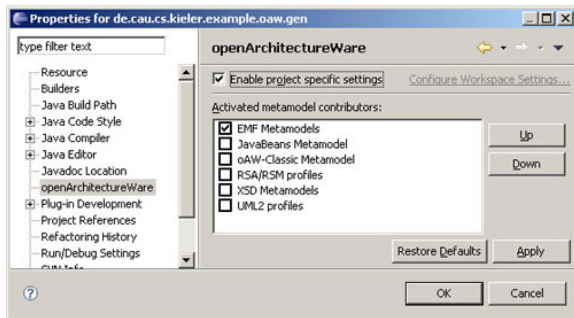 Properties for de.cau.cs.kieler.example.oaw.gen
type filter text
Resource
Builders
Java Build Path
Java Code Style
Java Compiler
Java Editor
Javadoc Location
openArchitectureWare
Plug-in Development
Project References
Refactoring History
Run/Debug Settings
openArchitectureWare
Enable project specific settings
Configure Workspace Settings...
Activated metamodel contributors:
EMF Metamodels
JavaBeans Metamodel
oAW-Classic Metamodel
RSA/RSM profiles
XSD Metamodels
UML2 profiles
Up
Down
Restore Defaults
Apply
OK
Cancel